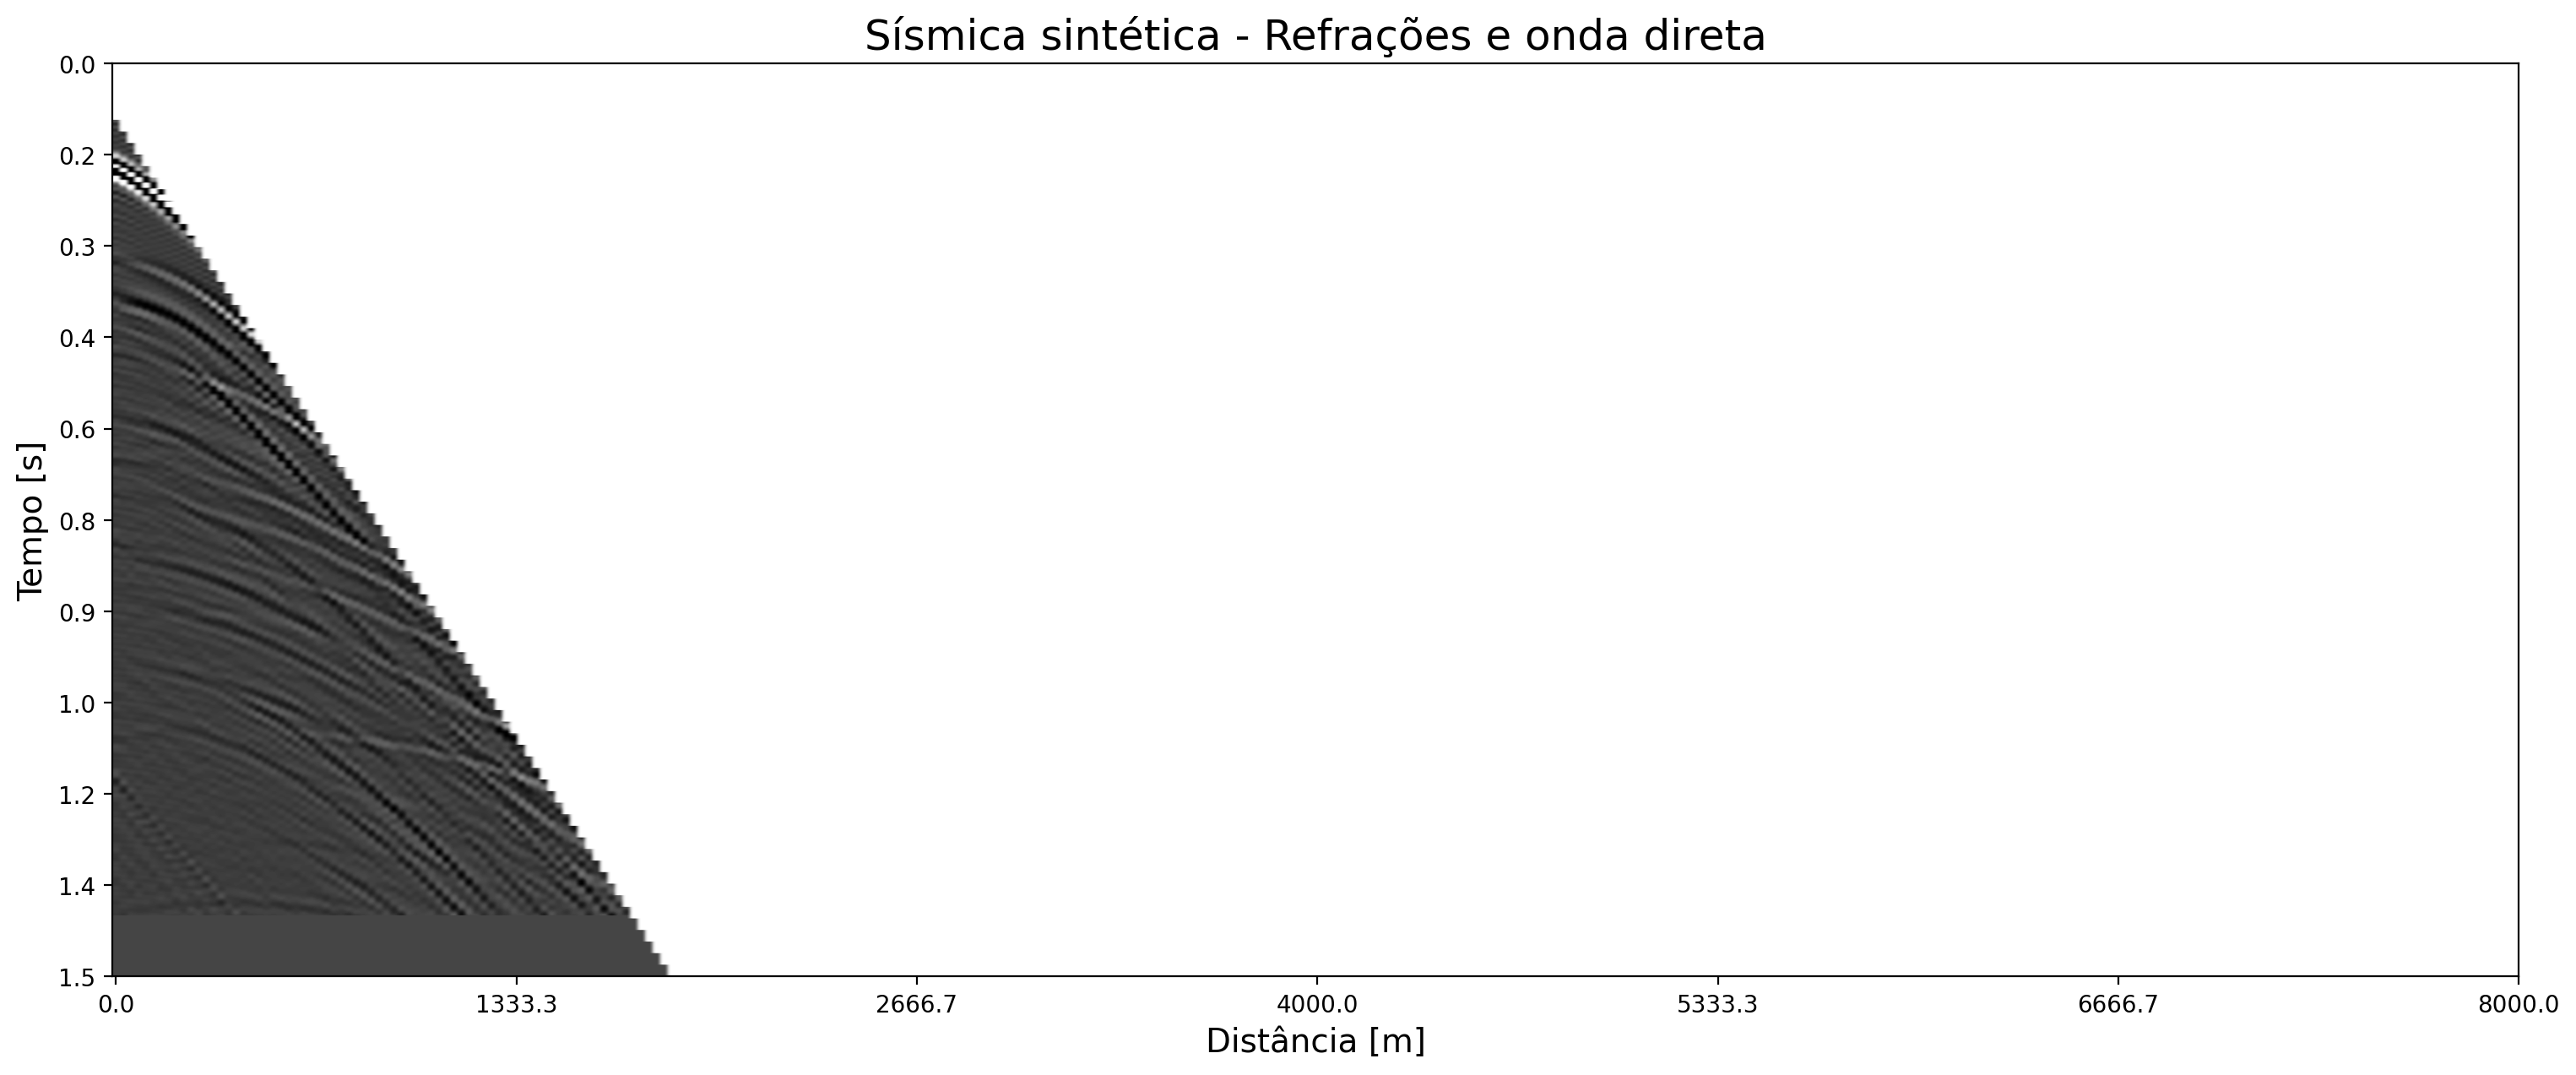 Sísmica sintética - Refrações e onda direta
0.0
0.2
0.3
0.4
0.6
0.8
0.9
1.0
1.2
1.4
1.5
Tempo [s]
0.0 1333.3 2666.7 4000.0 5333.3 6666.7 8000.0
Distância [m]